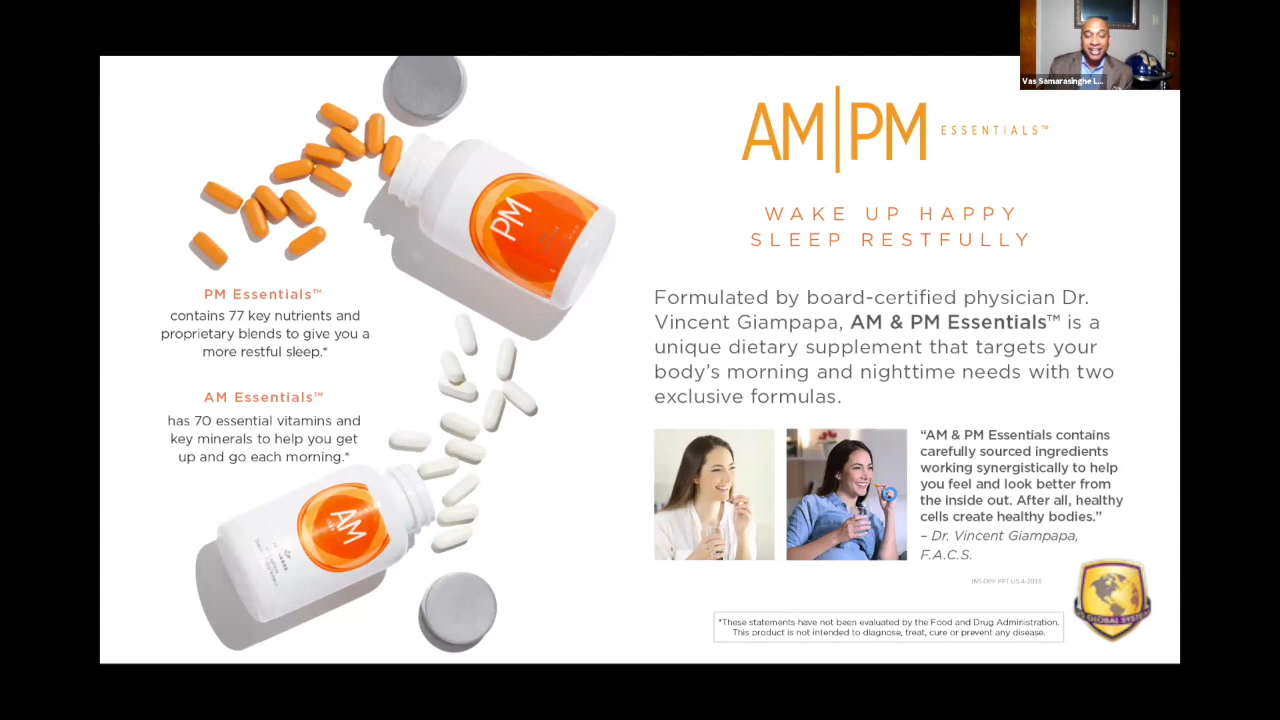 Vas Samarasinghe L...
AM|PM ESSENTIALS™
WAKE UP HAPPY
SLEEP RESTFULLY
PM
PM Essentials™
contains 77 key nutrients and
proprietary blends to give you a
more restful sleep.*
AM Essentials™
has 70 essential vitamins and
key minerals to help you get
up and go each morning.*
AM
Formulated by board-certified physician Dr.
Vincent Giampapa, AM & PM Essentials™ is a
unique dietary supplement that targets your
body's morning and nighttime needs with two
exclusive formulas.
“AM & PM Essentials contains
carefully sourced ingredients
working synergistically to help
you feel and look better from
the inside out. After all, healthy
cells create healthy bodies.”
– Dr. Vincent Giampapa,
F.A.C.S.
INS OPP PPT US 4-2018
GLOBAL SYSTEM
*These statements have not been evaluated by the Food and Drug Administration.
This product is not intended to diagnose, treat, cure or prevent any disease.